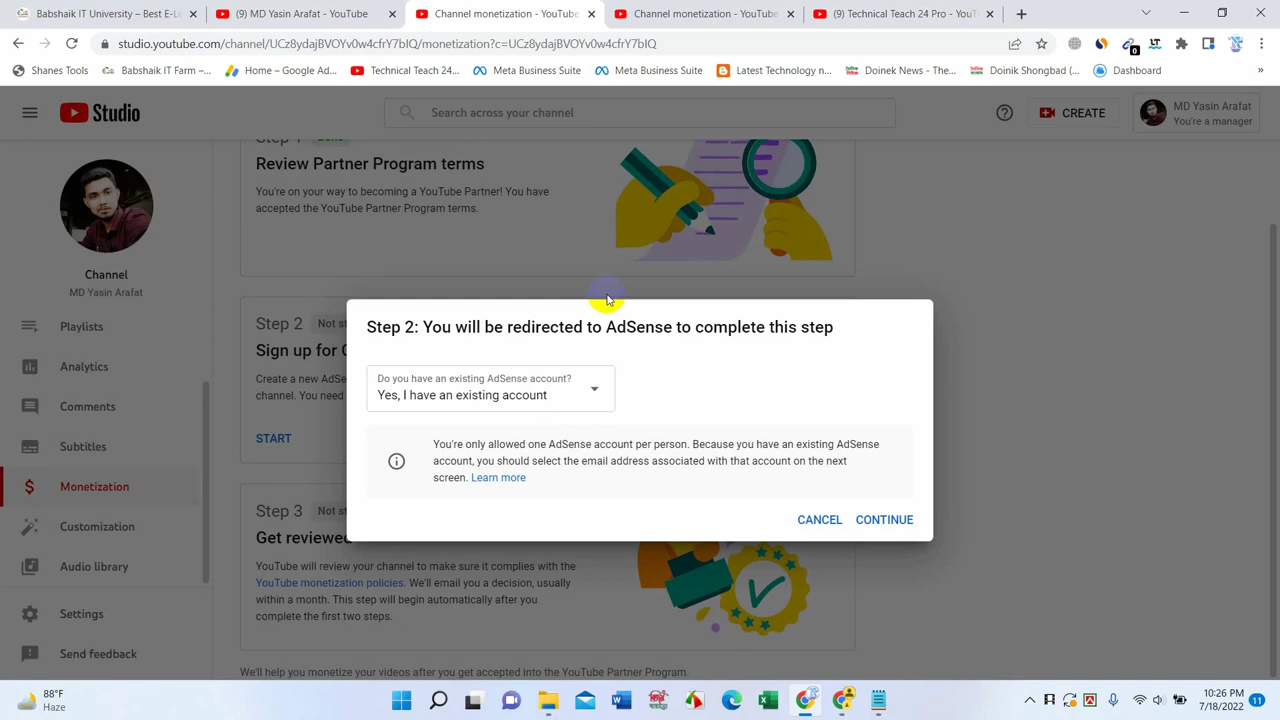 Babshaik IT University – Best E-L
(9) MD Yasin Arafat - YouTube
Channel monetization - YouTube
Channel monetization - YouTube
(9) Technical Teach 24 Pro - YouT
studio.youtube.com/channel/UCz8ydajBVOYv0w4cfrY7bIQ/monetization?c=UCz8ydajBVOYv0w4cfrY7bIQ
0
Shanes Tools
Babshaik IT Farm –...
Home – Google Ad...
Technical Teach 24...
Meta Business Suite
Meta Business Suite
Latest Technology n...
Doinek News - The...
Doinik Shongbad (...
Dashboard
»
Studio
Search across your channel
CREATE
MD Yasin Arafat
You're a manager
Channel
MD Yasin Arafat
Playlists
Analytics
Comments
Subtitles
Monetization
Customization
Audio library
Settings
Send feedback
Step 1 Done
Review Partner Program terms
You're on your way to becoming a YouTube Partner! You have
accepted the YouTube Partner Program terms.
Step 2 Not s
Sign up for G
Create a new AdSe
channel. You need
START
Step 2: You will be redirected to AdSense to complete this step
Do you have an existing AdSense account?
Yes, I have an existing account
You're only allowed one AdSense account per person. Because you have an existing AdSense
account, you should select the email address associated with that account on the next
screen. Learn more
CANCEL CONTINUE
Step 3 Not st
Get reviewed
YouTube will review your channel to make sure it complies with the
YouTube monetization policies. We'll email you a decision, usually
within a month. This step will begin automatically after you
complete the first two steps.
We'll help you monetize your videos after you get accepted into the YouTube Partner Program.
88°F
Haze
10:26 PM
7/18/2022
11